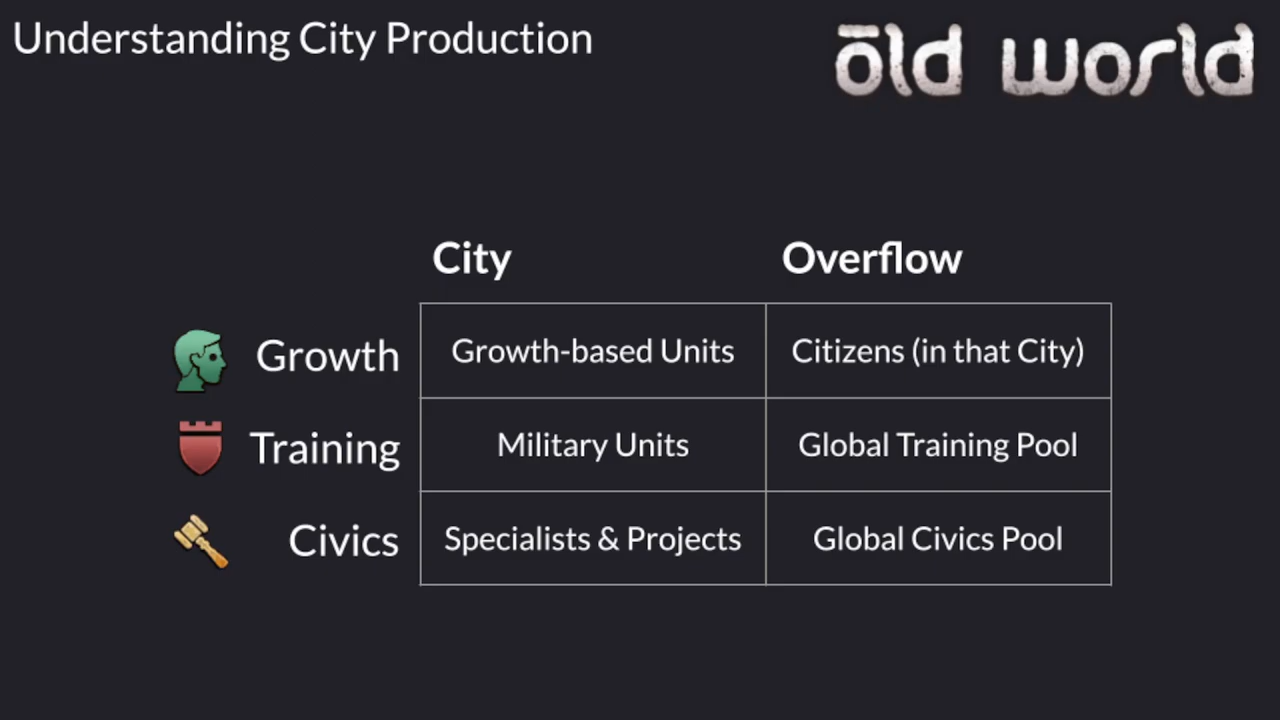 Understanding City Production
ōld world
City Overflow
Growth Growth-based Units Citizens (in that City)
Training Military Units Global Training Pool
Civics Specialists & Projects Global Civics Pool